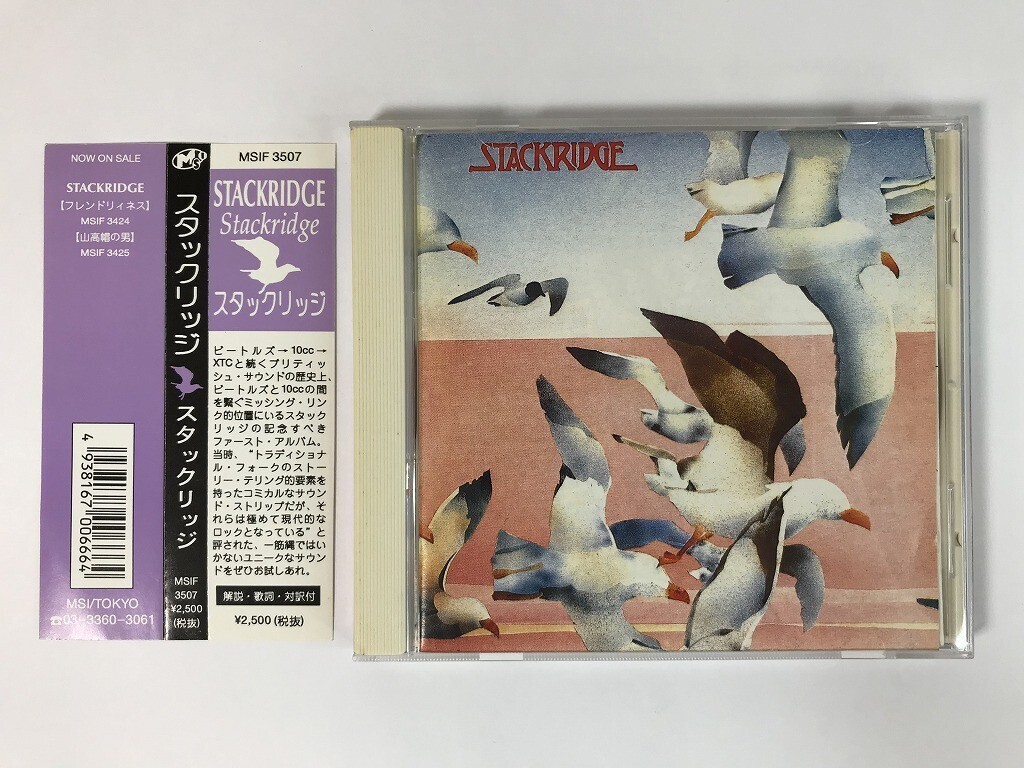 NOW ON SALE
STACKRIDGE
【フレンドリィネス】
MSIF 3424
【山高帽の男】
MSIF 3425
4 938167 006664
MSI/TOKYO
☎03-3360-3061
スタックリッジ
スタックリッジ
MSIF
3507
¥2,500
(税抜)
MSIF 3507
STACKRIDGE
Stackridge
スタックリッジ
ビートルズ→10cc→
XTCと続くブリティッ
シュ・サウンドの歴史上、
ビートルズと10ccの間
を繋ぐミッシング・リン
ク的位置にいるスタック
リッジの記念すべき
ファースト・アルバム。
当時、“トラディショナ
ル・フォークのストー
リー・テリング的要素を
持ったコミカルなサウン
ド・ストリップだが、そ
れらは極めて現代的な
ロックとなっている”と
評された、一筋縄ではい
かないユニークなサウン
ドをぜひお試しあれ。
解説・歌詞・対訳付
¥2,500(税抜)
STACKRIDGE